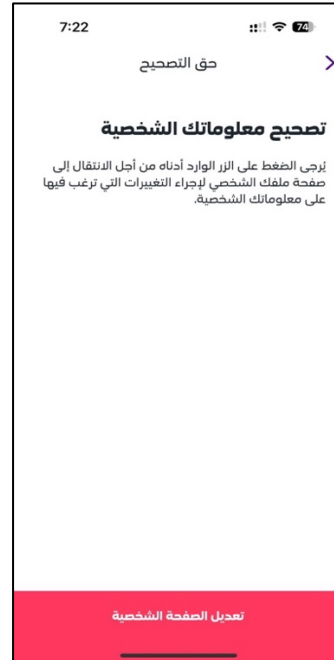 7:22
74
حق التصحيح
تصحيح معلوماتك الشخصية
يُرجى الضغط على الزر الوارد أدناه من أجل الانتقال إلى
صفحة ملفك الشخصي لإجراء التغييرات التي ترغب فيها
على معلوماتك الشخصية.
تعديل الصفحة الشخصية